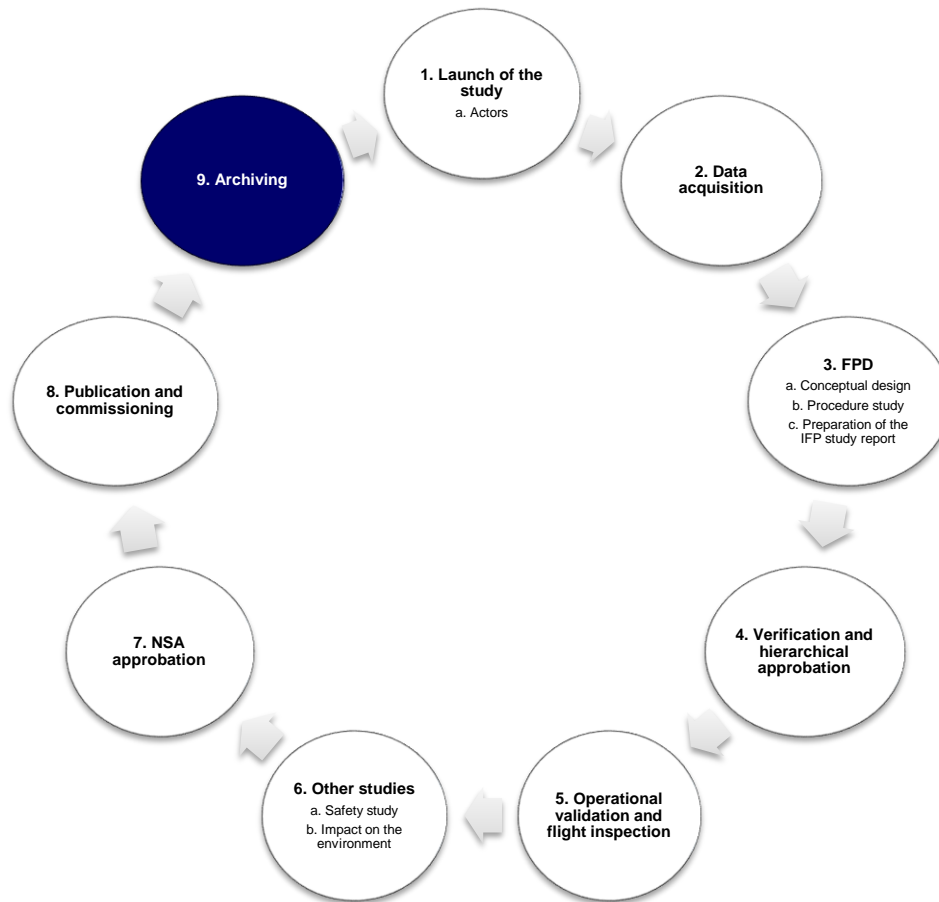 1. Launch of the
study
a. Actors
2. Data
acquisition
3. FPD
a. Conceptual design
b. Procedure study
c. Preparation of the
IFP study report
4. Verification and
hierarchical
approbation
5. Operational
validation and
flight inspection
6. Other studies
a. Safety study
b. Impact on the
environment
7. NSA
approbation
8. Publication and
commissioning
9. Archiving